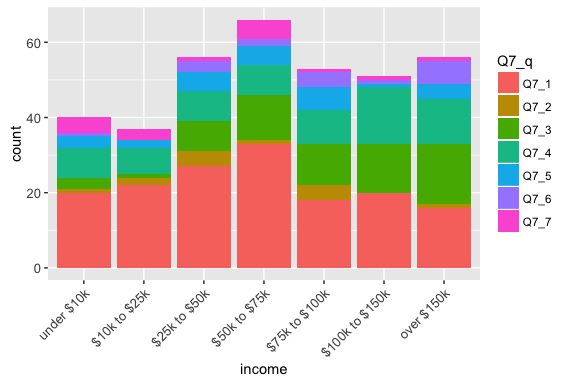 60
40
20
0
count
under $10k
$10k to $25k
$25k to $50k
$50k to $75k
$75k to $100k
$100k to $150k
over $150k
income
Q7_q
Q7_1
Q7_2
Q7_3
Q7_4
Q7_5
Q7_6
Q7_7